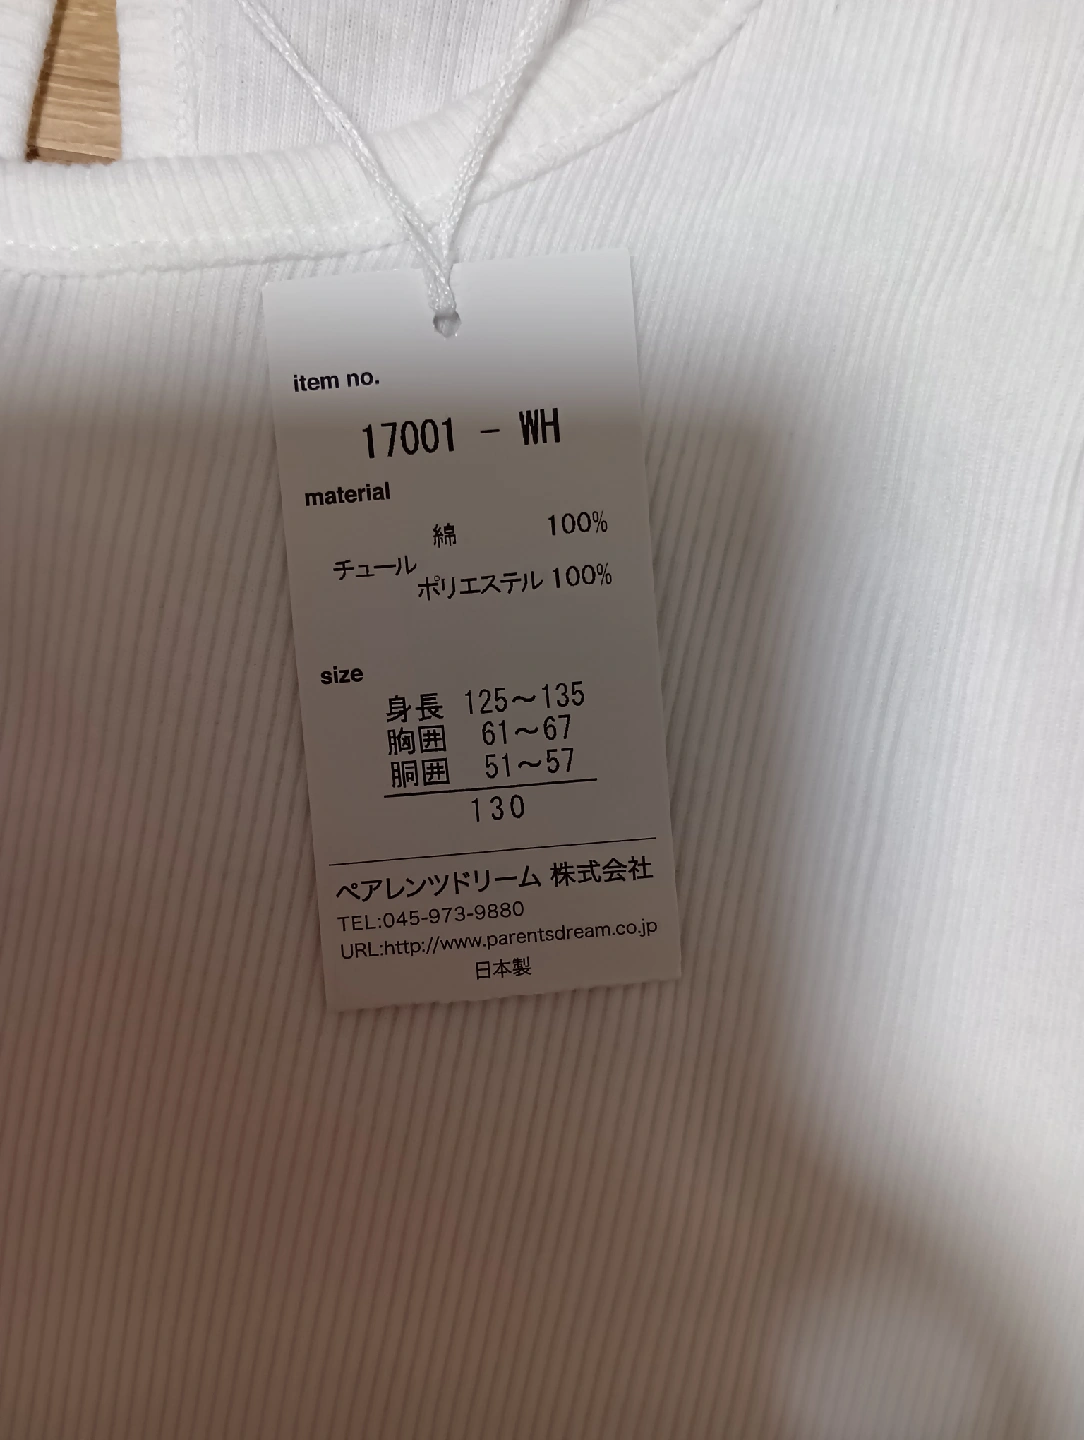 item no.
17001 - WH
material
綿 100%
チュール
ポリエステル 100%
size
身長 125〜135
胸囲 61〜67
胴囲 51〜57
130
ペアレンツドリーム 株式会社
TEL:045-973-9880
URL:http://www.parentsdream.co.jp
日本製